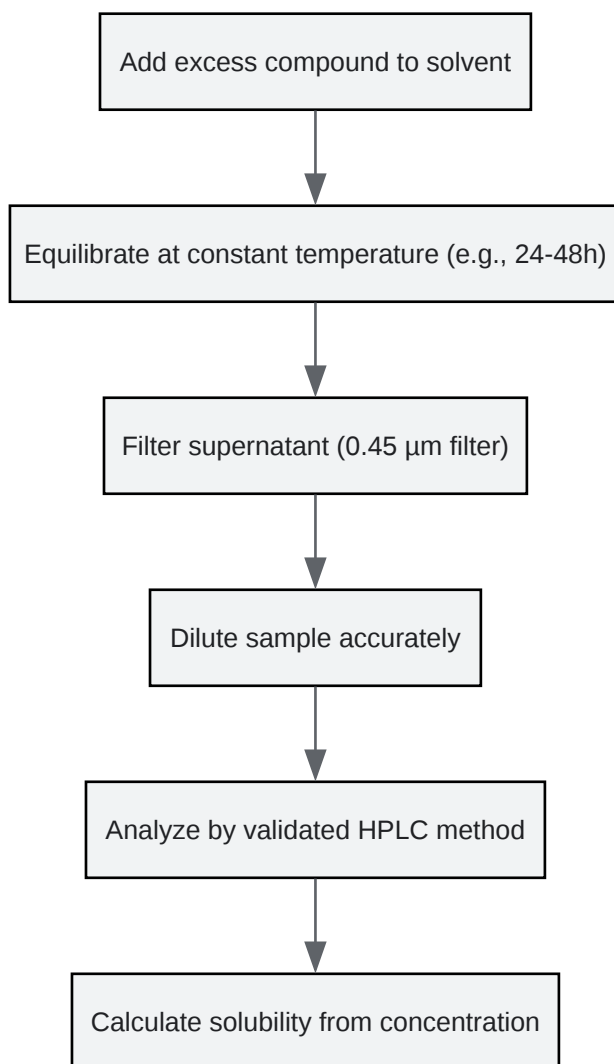 Add excess compound to solvent
Equilibrate at constant temperature (e.g., 24-48h)
Filter supernatant (0.45 µm filter)
Dilute sample accurately
Analyze by validated HPLC method
Calculate solubility from concentration